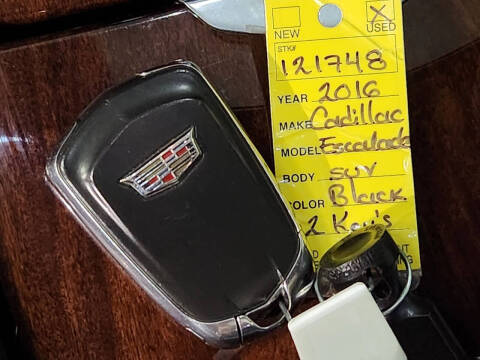 NEW USED
STK#
121748
YEAR 2016
MAKE Cadillac
MODEL Escalade
BODY suv
COLOR Black
2 Key's